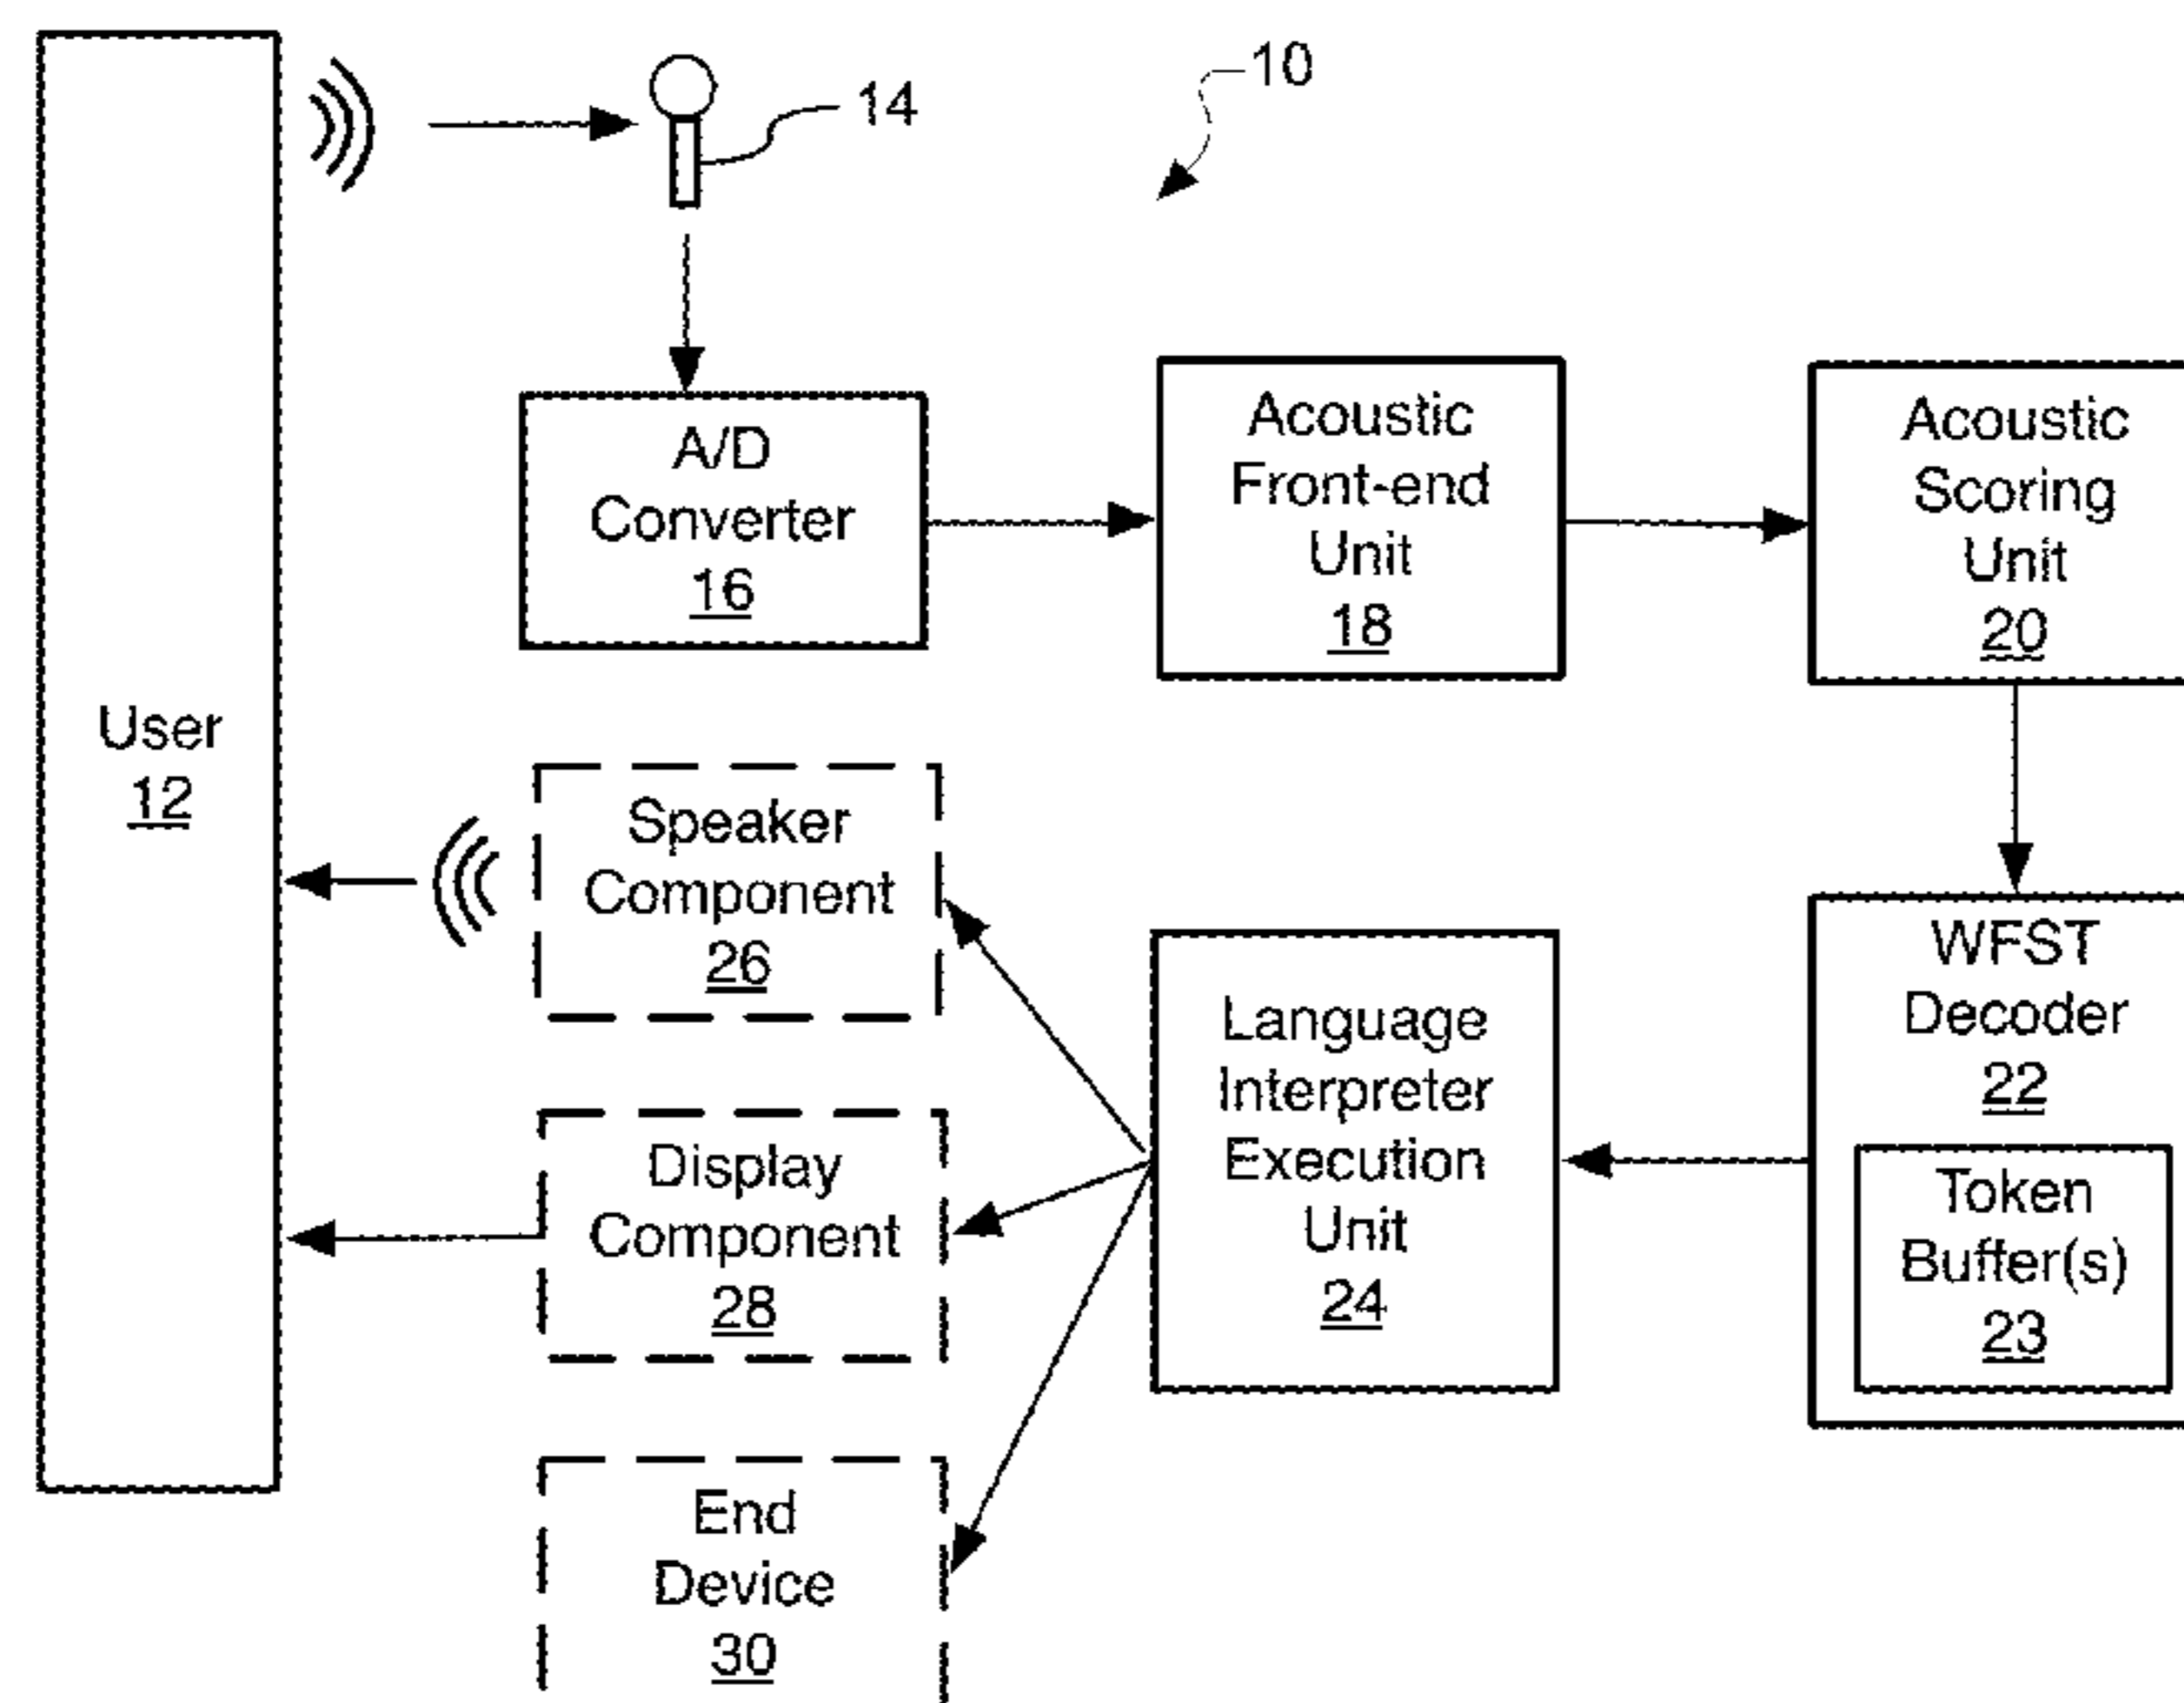 10
14
A/D
Converter
16
Acoustic
Front-end
Unit
18
Acoustic
Scoring
Unit
20
User
12
Speaker
Component
26
WFST
Decoder
22
Token
Buffer(s)
23
Language
Interpreter
Execution
Unit
24
Display
Component
28
End
Device
30